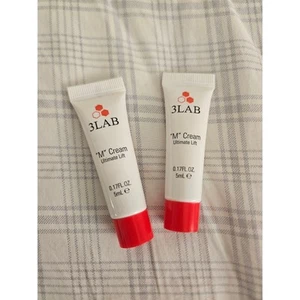 3LAB
"M" Cream
Ultimate Lift
0.17FL.OZ.
5mL ℮
3LAB
"M" Cream
Ultimate Lift
0.17FL.OZ.
5mL ℮